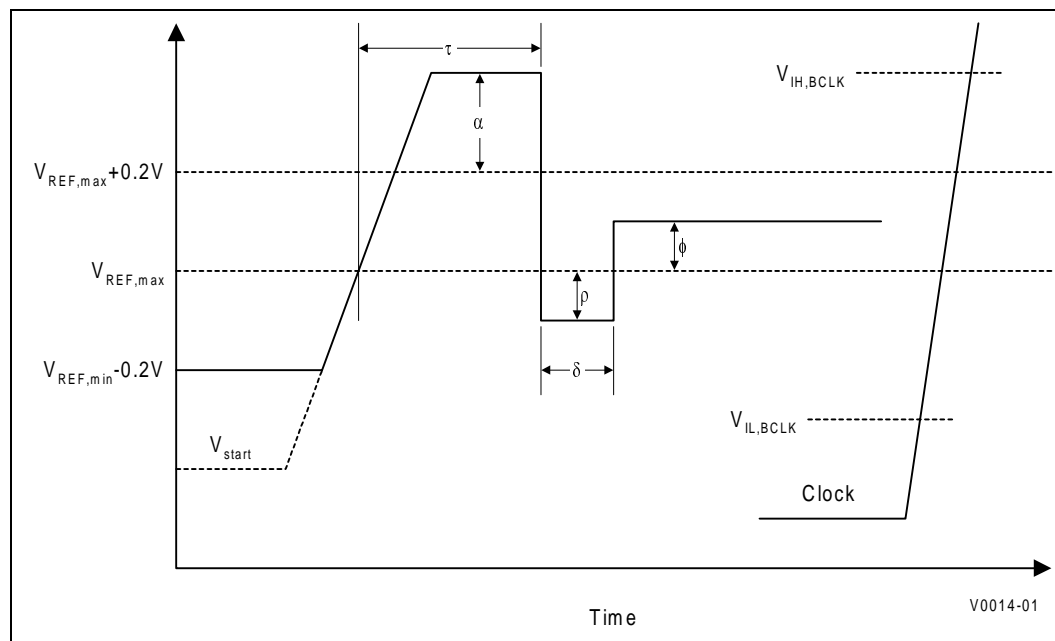 τ
V_IH,BCLK
α
V_REF,max+0.2V
ϕ
V_REF,max
ρ
V_REF,min-0.2V
δ
V_IL,BCLK
V_start
Clock
V0014-01
Time